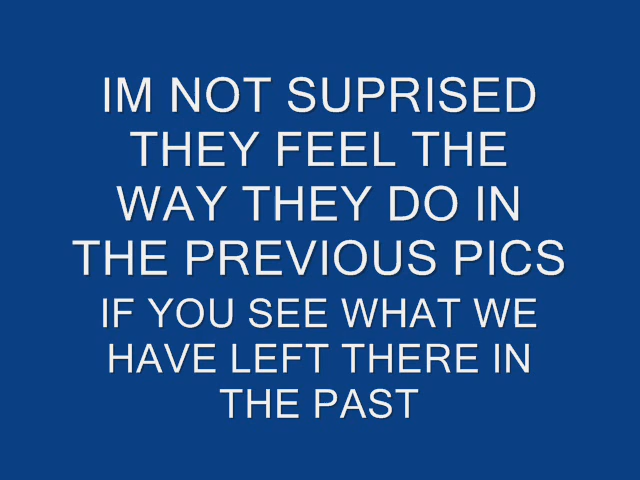 IM NOT SUPRISED
THEY FEEL THE
WAY THEY DO IN
THE PREVIOUS PICS
IF YOU SEE WHAT WE
HAVE LEFT THERE IN
THE PAST